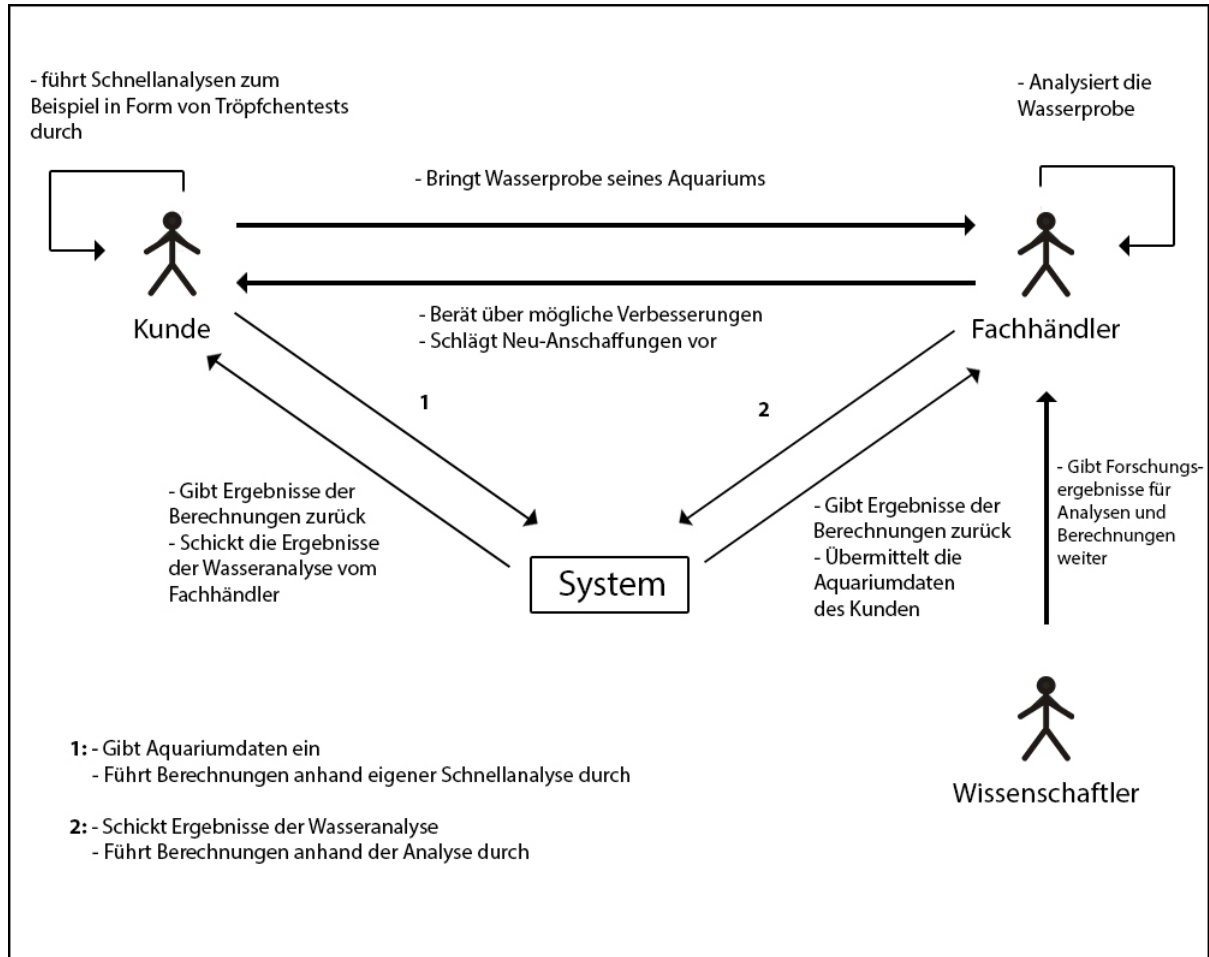 - führt Schnellanalysen zum
Beispiel in Form von Tröpfchentests
durch
- Analysiert die
Wasserprobe
- Bringt Wasserprobe seines Aquariums
Kunde
- Berät über mögliche Verbesserungen
- Schlägt Neu-Anschaffungen vor
Fachhändler
1
2
- Gibt Ergebnisse der
Berechnungen zurück
- Schickt die Ergebnisse
der Wasseranalyse vom
Fachhändler
System
- Gibt Ergebnisse der
Berechnungen zurück
- Übermittelt die
Aquariumdaten
des Kunden
- Gibt Forschungs-
ergebnisse für
Analysen und
Berechnungen
weiter
Wissenschaftler
1: - Gibt Aquariumdaten ein
- Führt Berechnungen anhand eigener Schnellanalyse durch
2: - Schickt Ergebnisse der Wasseranalyse
- Führt Berechnungen anhand der Analyse durch